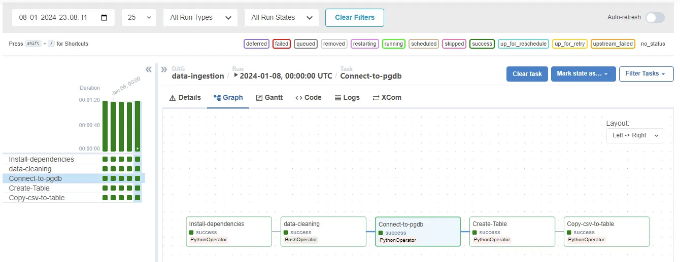 08 - 01 - 2024 - 23 : 08 : 11
25
All Run Types
All Run States
Clear Filters
Auto-refresh
Press shift + / for Shortcuts
deferred failed queued removed restarting running scheduled skipped success up_for_reschedule up_for_retry upstream_failed no_status
DAG Run Task
data-ingestion / 2024-01-08, 00:00:00 UTC / Connect-to-pgdb
Clear task
Mark state as...
Filter Tasks
Duration
Jan 08, 00:00
00:01:20
00:00:40
00:00:00
Details
Graph
Gantt
Code
Logs
XCom
Layout:
Left -> Right
Install-dependencies
data-cleaning
Connect-to-pgdb
Create-Table
Copy-csv-to-table
Install-dependencies
success
PythonOperator
data-cleaning
success
BashOperator
Connect-to-pgdb
success
PythonOperator
Create-Table
success
PythonOperator
Copy-csv-to-table
success
PythonOperator